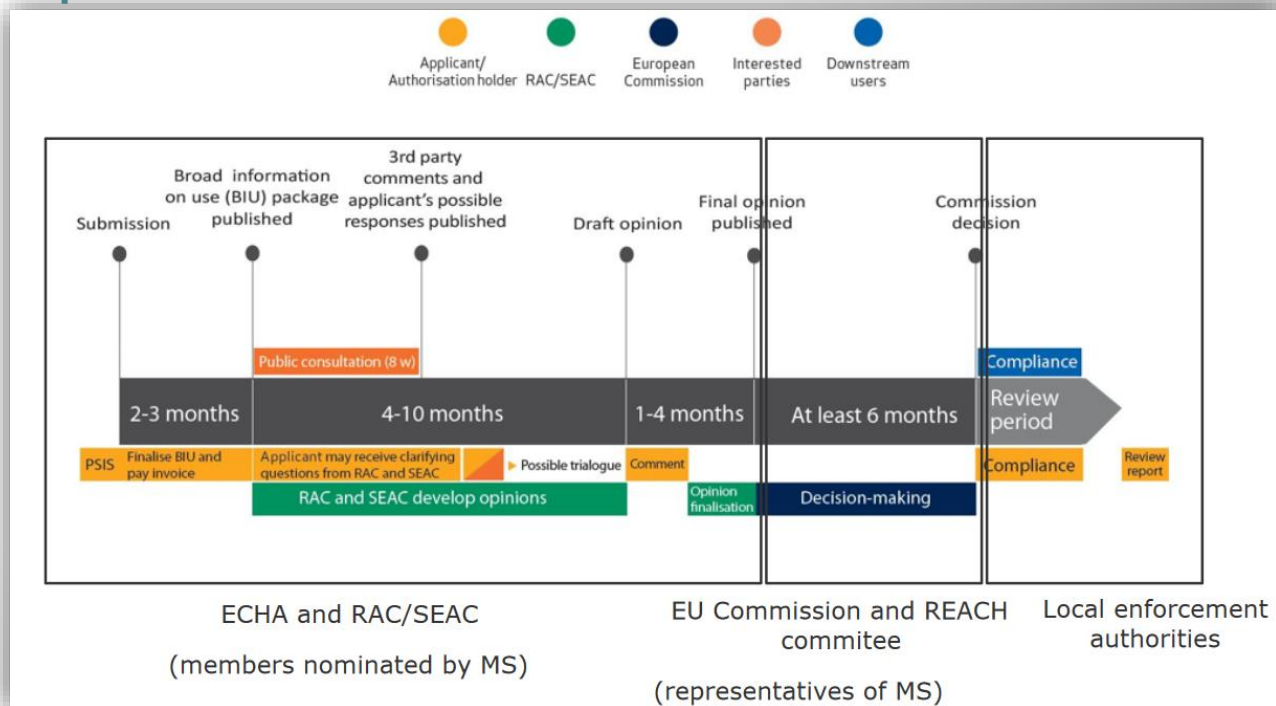 Applicant/
Authorisation holder
RAC/SEAC
European
Commission
Interested
parties
Downstream
users
Submission
Broad information
on use (BIU) package
published
3rd party
comments and
applicant's possible
responses published
Draft opinion
Final opinion
published
Commission
decision
Public consultation (8 w)
Compliance
2-3 months
4-10 months
1-4 months
At least 6 months
Review
period
PSIS
Finalise BIU and
pay invoice
Applicant may receive clarifying
questions from RAC and SEAC
Possible trialogue
Comment
Compliance
Review
report
RAC and SEAC develop opinions
Opinion
finalisation
Decision-making
ECHA and RAC/SEAC
(members nominated by MS)
EU Commission and REACH
commitee
(representatives of MS)
Local enforcement
authorities